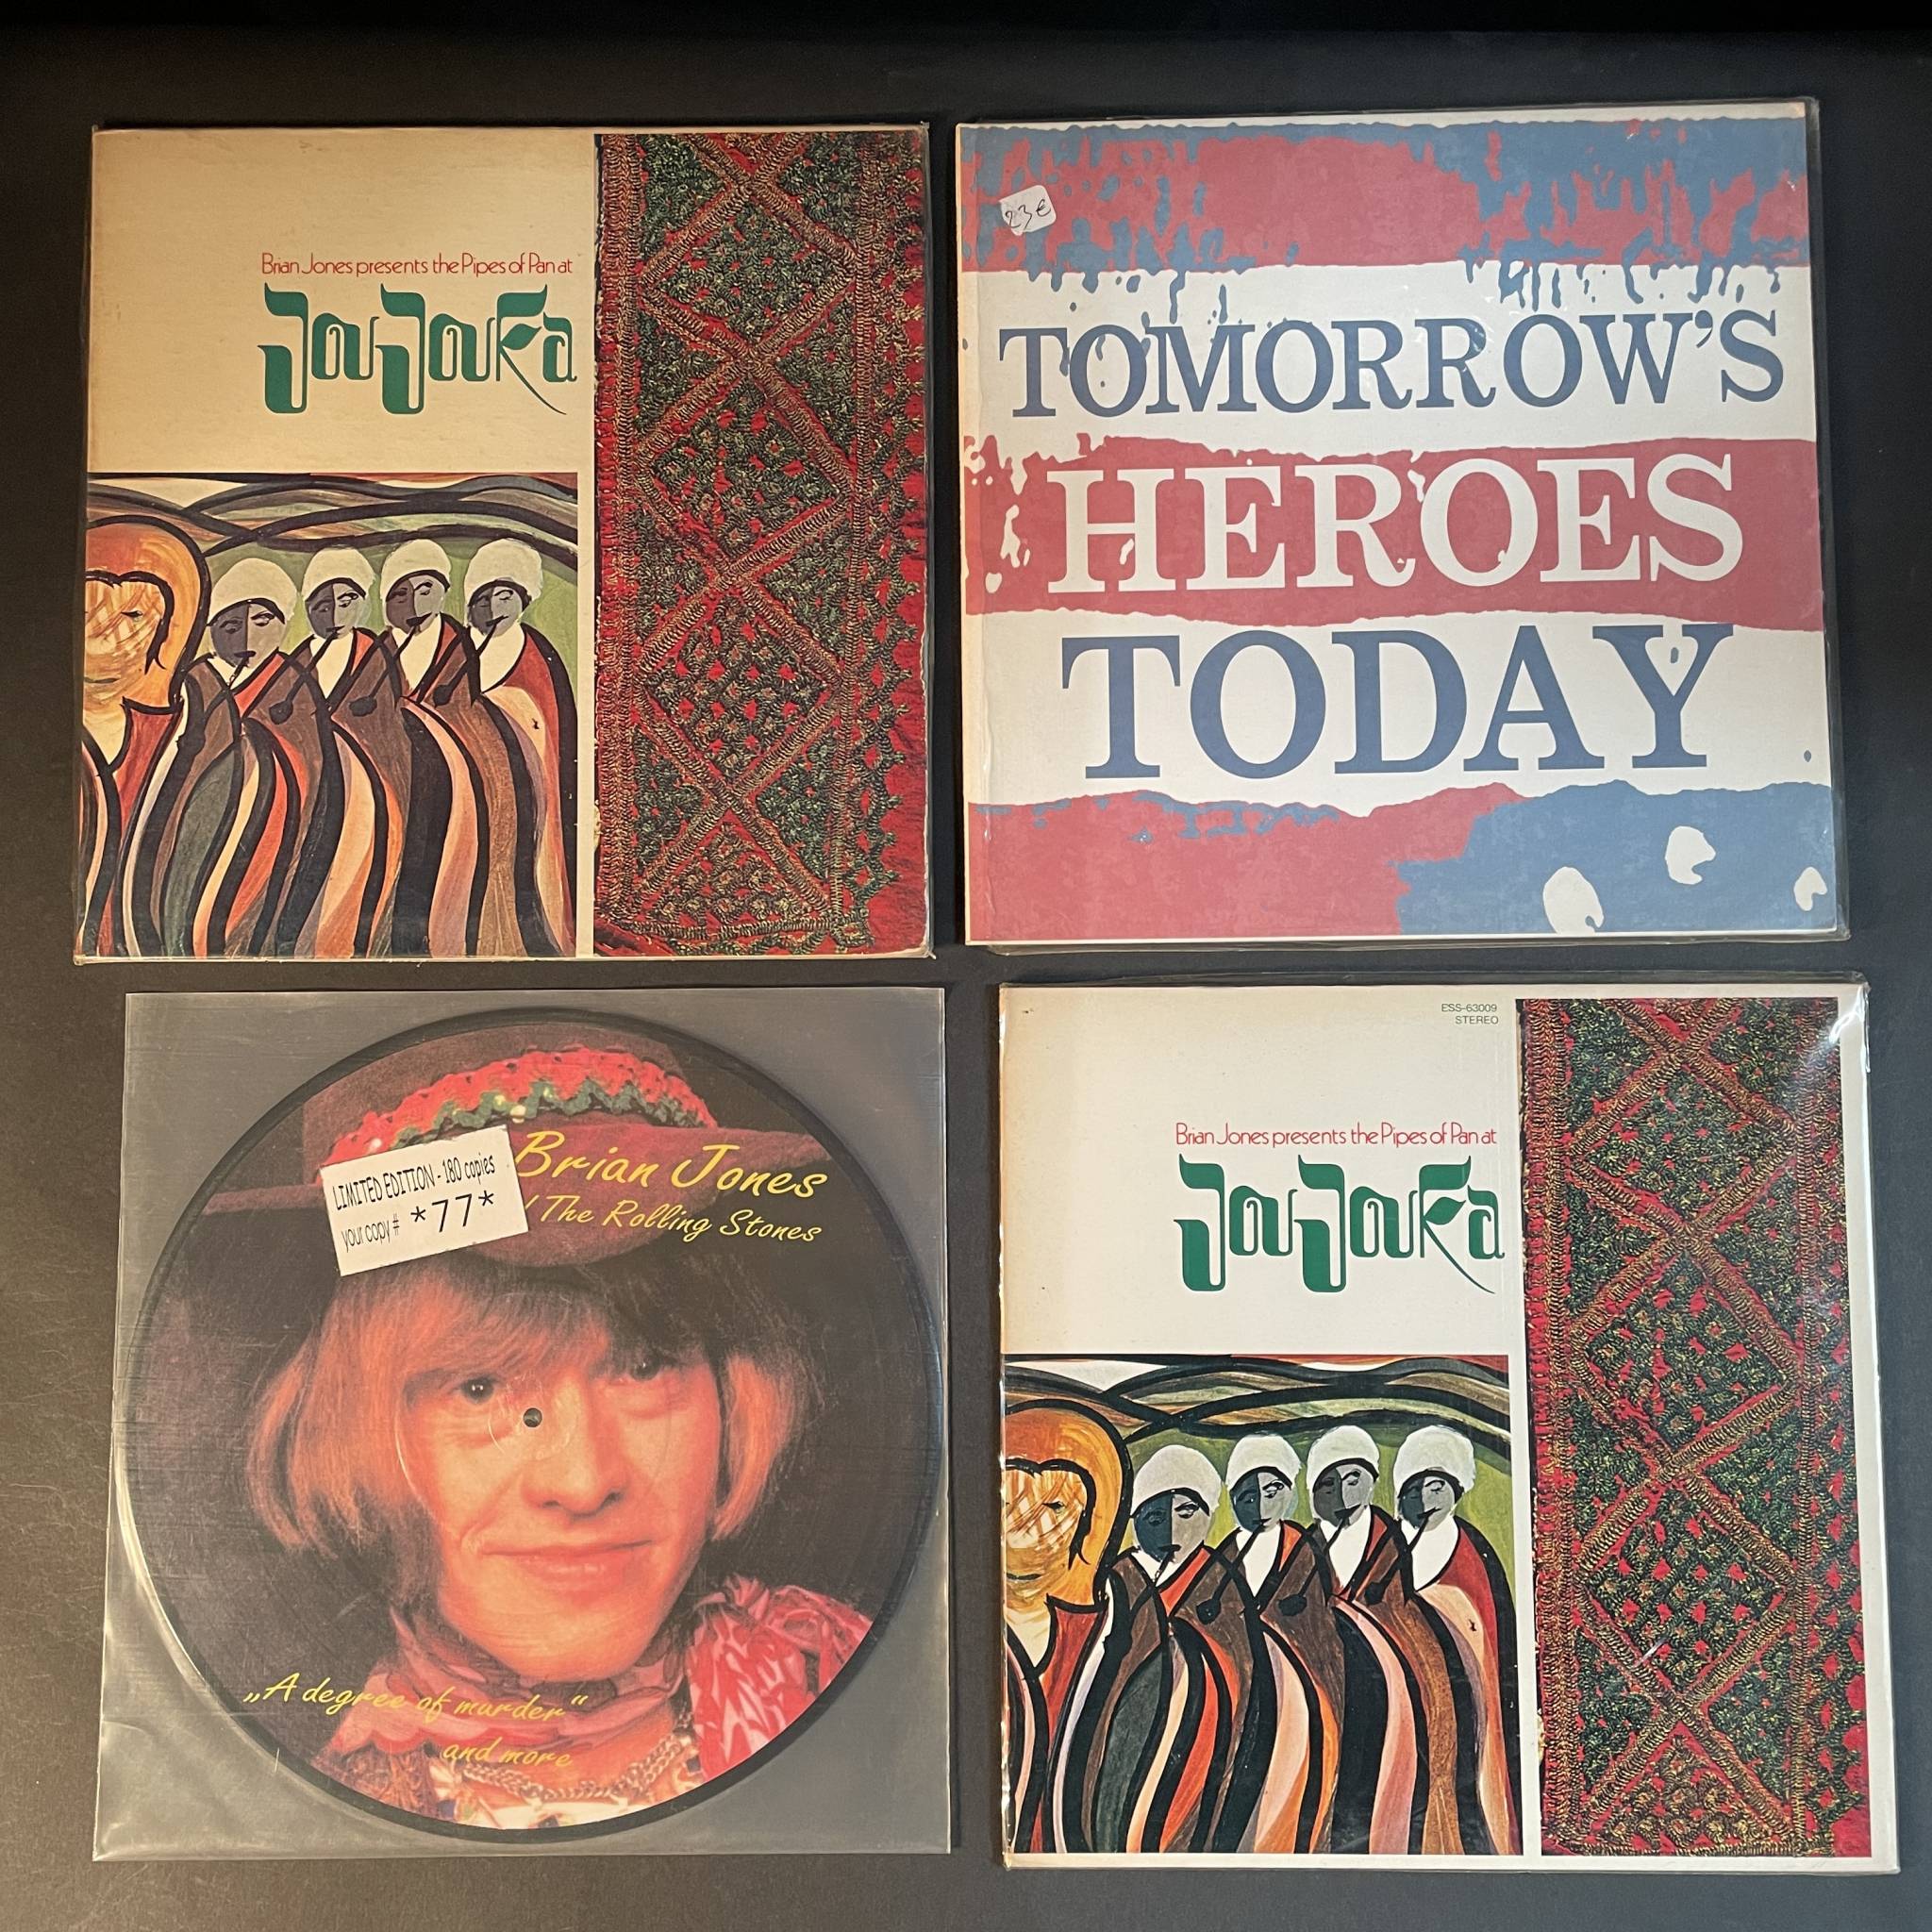 Brian Jones presents the Pipes of Pan at
JouJouka
23€
TOMORROW'S
HEROES
TODAY
LIMITED EDITION - 180 copies
your copy # *77*
Brian Jones
/ The Rolling Stones
„A degree of murder“
and more
ESS-63009
STEREO
Brian Jones presents the Pipes of Pan at
JouJouka